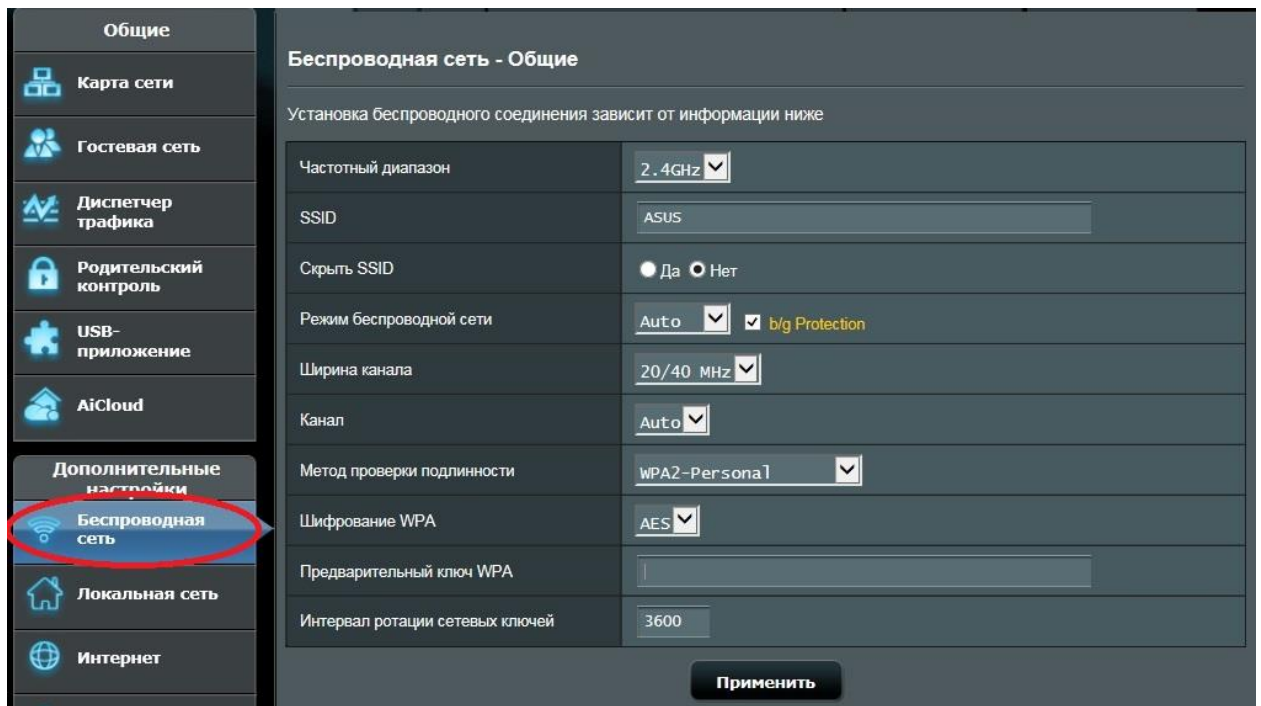 Общие
Карта сети
Гостевая сеть
Диспетчер
трафика
Родительский
контроль
USB-
приложение
AiCloud
Дополнительные
настройки
Беспроводная
сеть
Локальная сеть
Интернет
Беспроводная сеть - Общие
Установка беспроводного соединения зависит от информации ниже
Частотный диапазон 2.4GHz
SSID ASUS
Скрыть SSID Да Нет
Режим беспроводной сети Auto b/g Protection
Ширина канала 20/40 MHz
Канал Auto
Метод проверки подлинности WPA2-Personal
Шифрование WPA AES
Предварительный ключ WPA
Интервал ротации сетевых ключей 3600
Применить